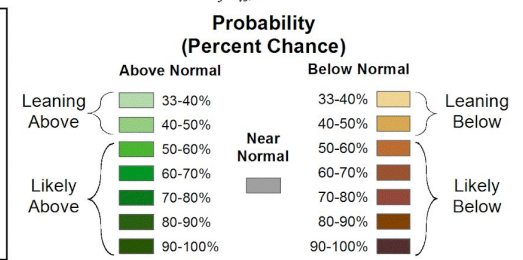 Probability
(Percent Chance)
Above Normal
Below Normal
Leaning
Above
33-40%
40-50%
Likely
Above
50-60%
60-70%
70-80%
80-90%
90-100%
Near
Normal
33-40%
40-50%
Leaning
Below
50-60%
60-70%
70-80%
80-90%
90-100%
Likely
Below